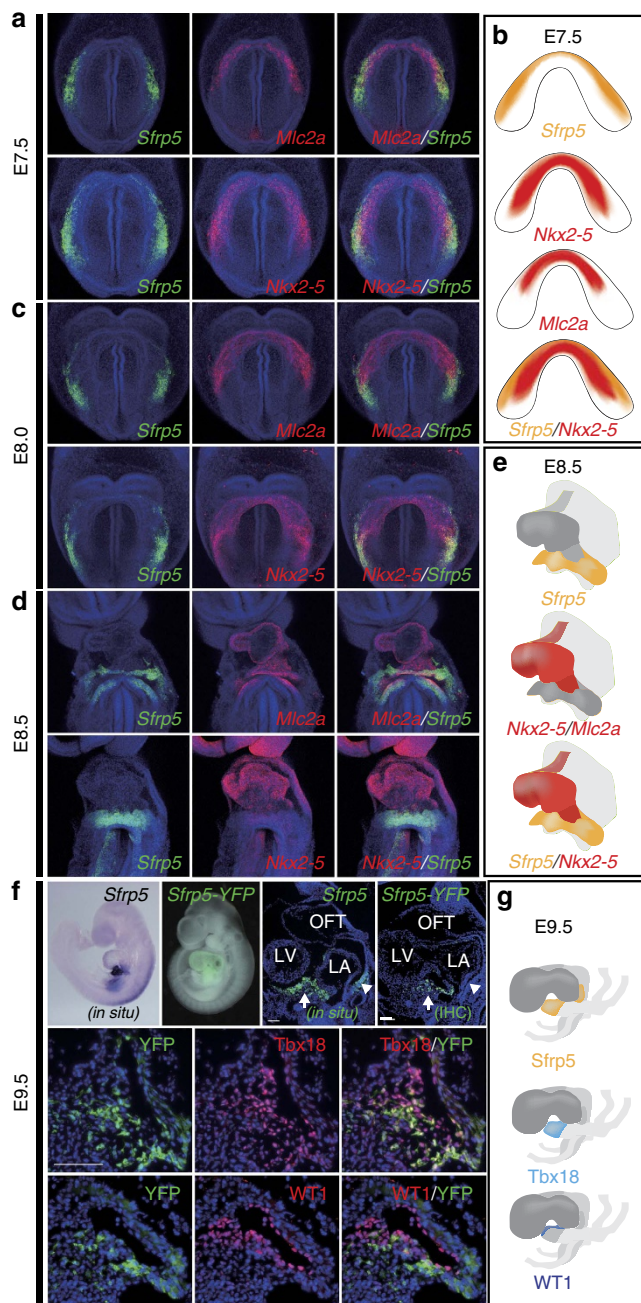 a
E7.5
Sfrp5
Mlc2a
Mlc2a/Sfrp5
Sfrp5
Nkx2-5
Nkx2-5/Sfrp5
b
E7.5
Sfrp5
Nkx2-5
Mlc2a
Sfrp5/Nkx2-5
c
E8.0
Sfrp5
Mlc2a
Mlc2a/Sfrp5
Sfrp5
Nkx2-5
Nkx2-5/Sfrp5
d
E8.5
Sfrp5
Mlc2a
Mlc2a/Sfrp5
Sfrp5
Nkx2-5
Nkx2-5/Sfrp5
e
E8.5
Sfrp5
Nkx2-5/Mlc2a
Sfrp5/Nkx2-5
f
E9.5
Sfrp5
(in situ)
Sfrp5-YFP
Sfrp5
OFT
LV
LA
(in situ)
Sfrp5-YFP
OFT
LV
LA
(IHC)
YFP
Tbx18
Tbx18/YFP
YFP
WT1
WT1/YFP
g
E9.5
Sfrp5
Tbx18
WT1